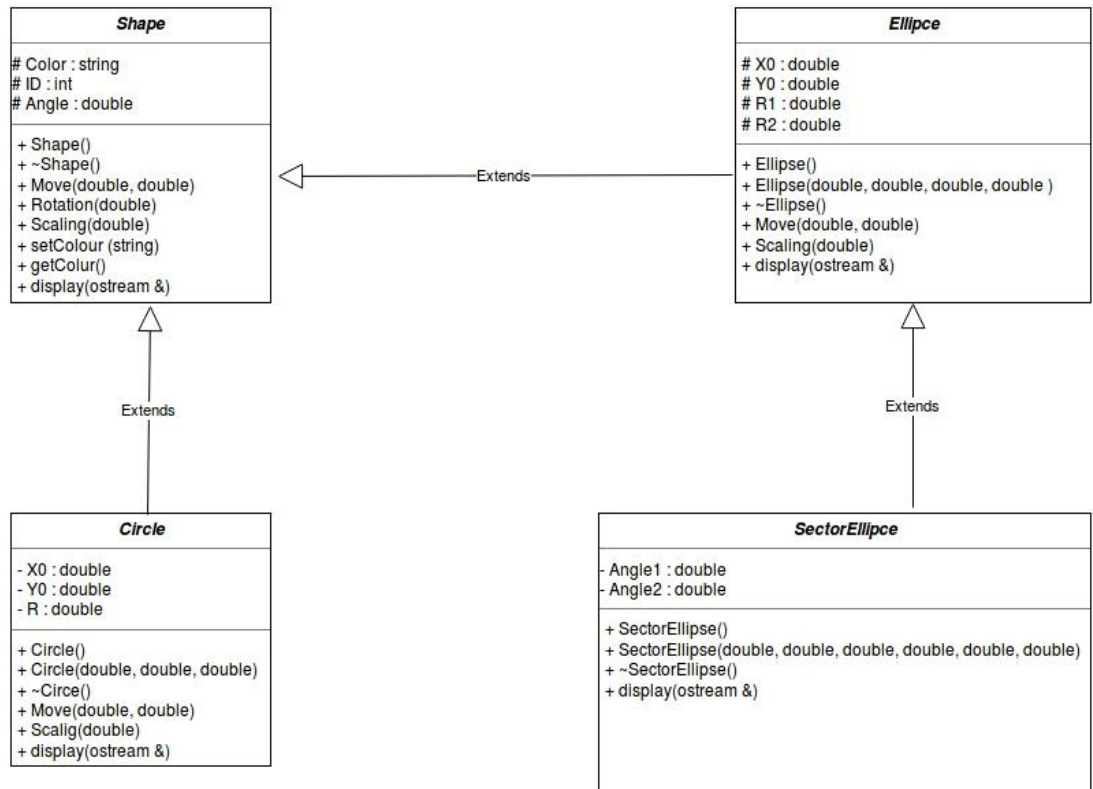 Shape
# Color : string
# ID : int
# Angle : double
+ Shape()
+ ~Shape()
+ Move(double, double)
+ Rotation(double)
+ Scaling(double)
+ setColour (string)
+ getColur()
+ display(ostream &)
Extends
Ellipce
# X0 : double
# Y0 : double
# R1 : double
# R2 : double
+ Ellipse()
+ Ellipse(double, double, double, double )
+ ~Ellipse()
+ Move(double, double)
+ Scaling(double)
+ display(ostream &)
Extends
Extends
Circle
- X0 : double
- Y0 : double
- R : double
+ Circle()
+ Circle(double, double, double)
+ ~Circe()
+ Move(double, double)
+ Scalig(double)
+ display(ostream &)
SectorEllipce
- Angle1 : double
- Angle2 : double
+ SectorEllipse()
+ SectorEllipse(double, double, double, double, double, double)
+ ~SectorEllipse()
+ display(ostream &)